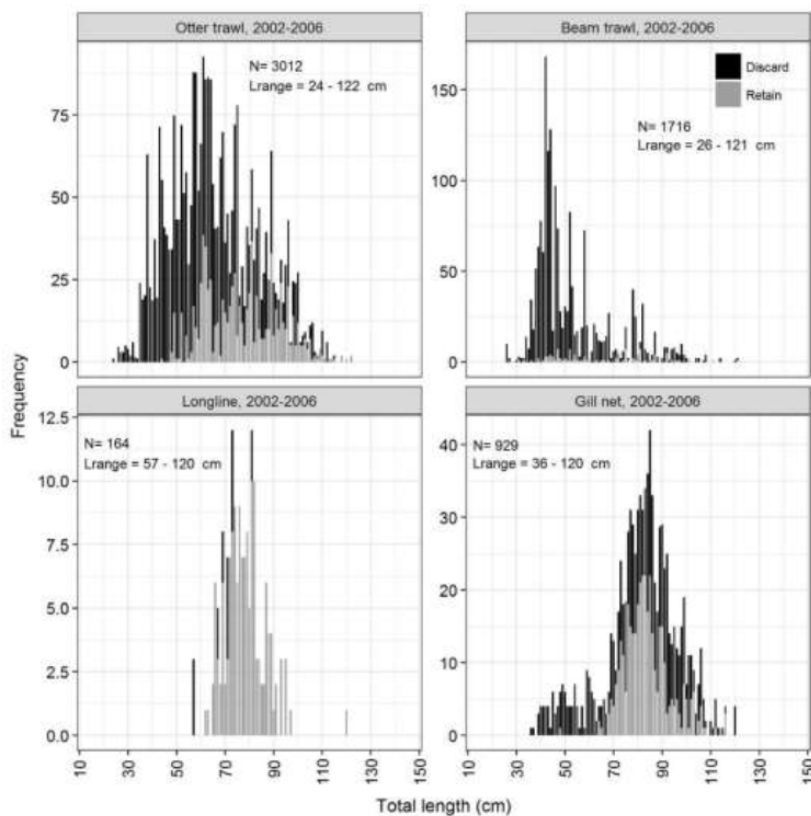 Otter trawl, 2002-2006
N= 3012
Lrange = 24 - 122 cm
75
50
25
0
Beam trawl, 2002-2006
Discard
Retain
N= 1716
Lrange = 26 - 121 cm
150
100
50
0
Frequency
Longline, 2002-2006
N= 164
Lrange = 57 - 120 cm
12.5
10.0
7.5
5.0
2.5
0.0
Gill net, 2002-2006
N= 929
Lrange = 36 - 120 cm
40
30
20
10
0
10 30 50 70 90 110 130 150
10 30 50 70 90 110 130 150
Total length (cm)